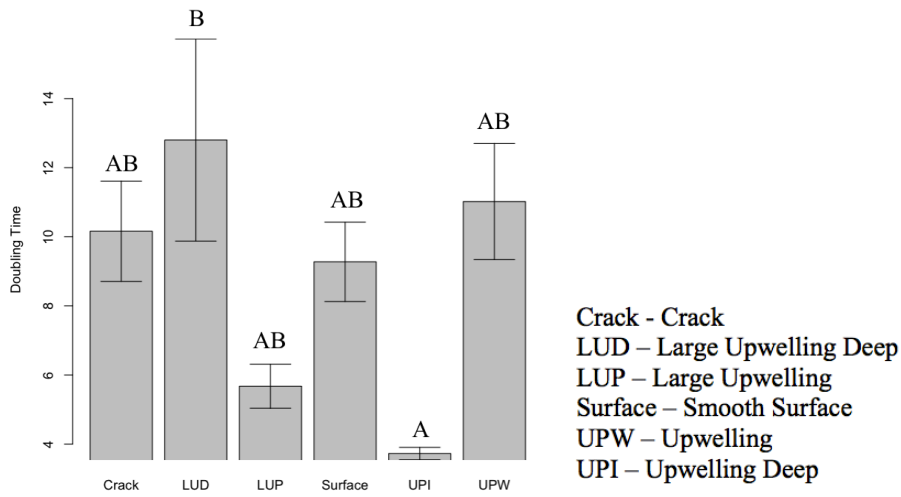 B
14
AB
AB
12
AB
Doubling Time
10
8
AB
6
A
4
Crack LUD LUP Surface UPI UPW
Crack - Crack
LUD – Large Upwelling Deep
LUP – Large Upwelling
Surface – Smooth Surface
UPW – Upwelling
UPI – Upwelling Deep